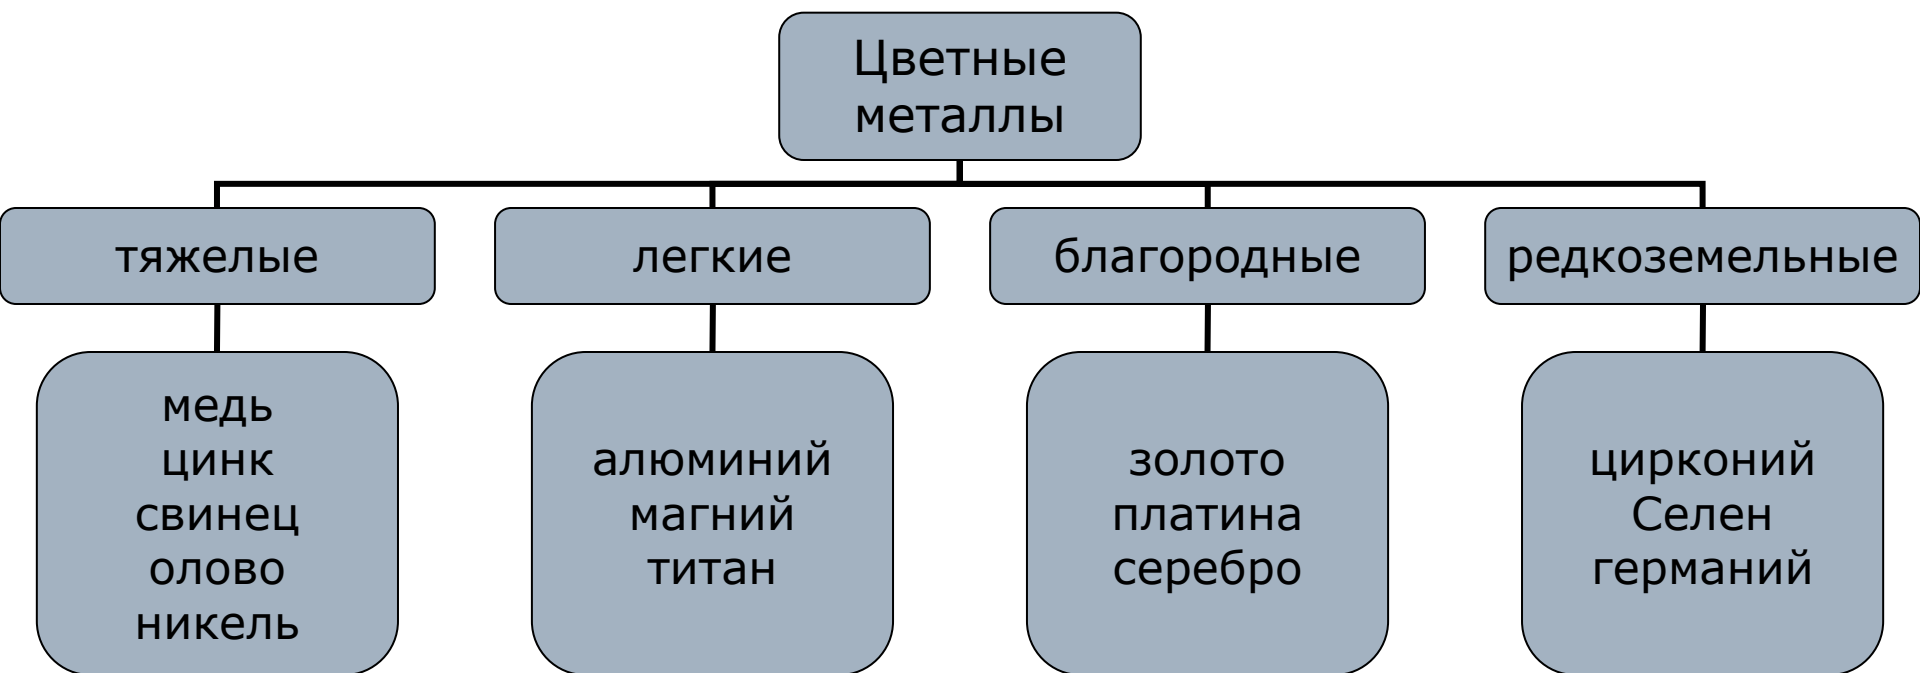 Цветные
металлы
тяжелые
легкие
благородные
редкоземельные
медь
цинк
свинец
олово
никель
алюминий
магний
титан
золото
платина
серебро
цирконий
Селен
германий